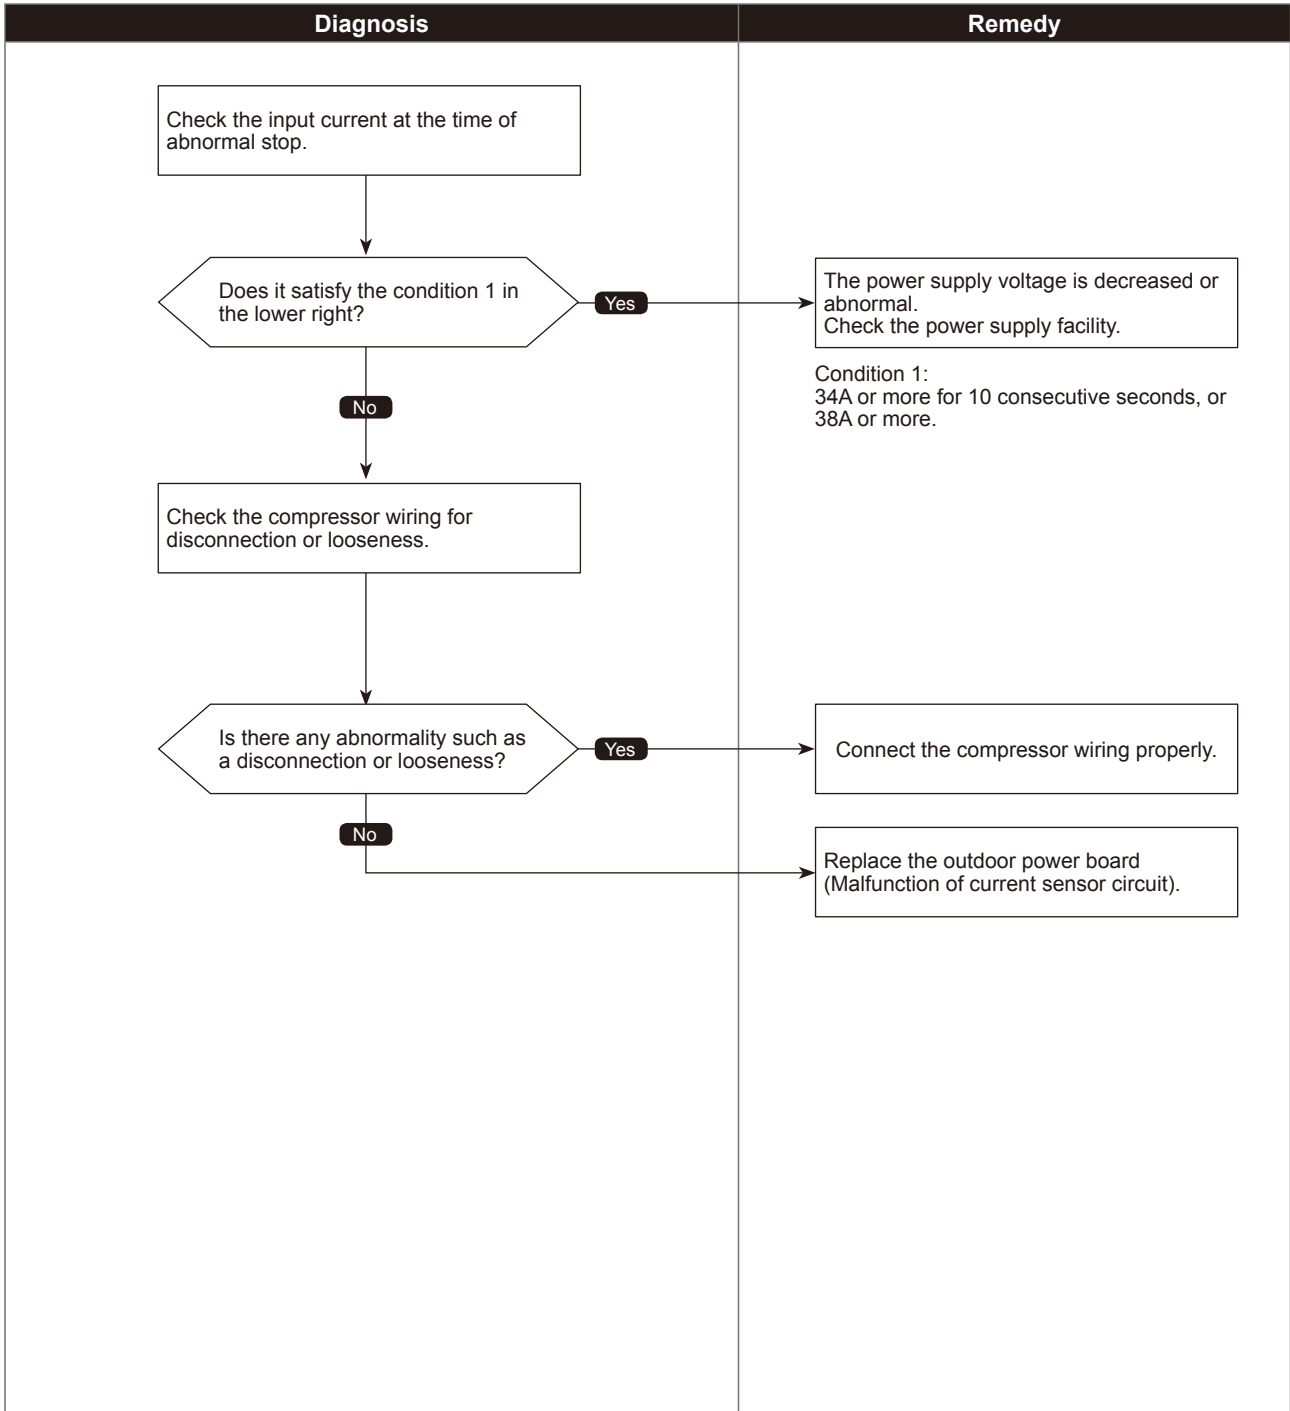 Diagnosis
Remedy
Check the input current at the time of
abnormal stop.
Does it satisfy the condition 1 in
the lower right?
Yes
The power supply voltage is decreased or
abnormal.
Check the power supply facility.
Condition 1:
34A or more for 10 consecutive seconds, or
38A or more.
No
Check the compressor wiring for
disconnection or looseness.
Is there any abnormality such as
a disconnection or looseness?
Yes
Connect the compressor wiring properly.
No
Replace the outdoor power board
(Malfunction of current sensor circuit).